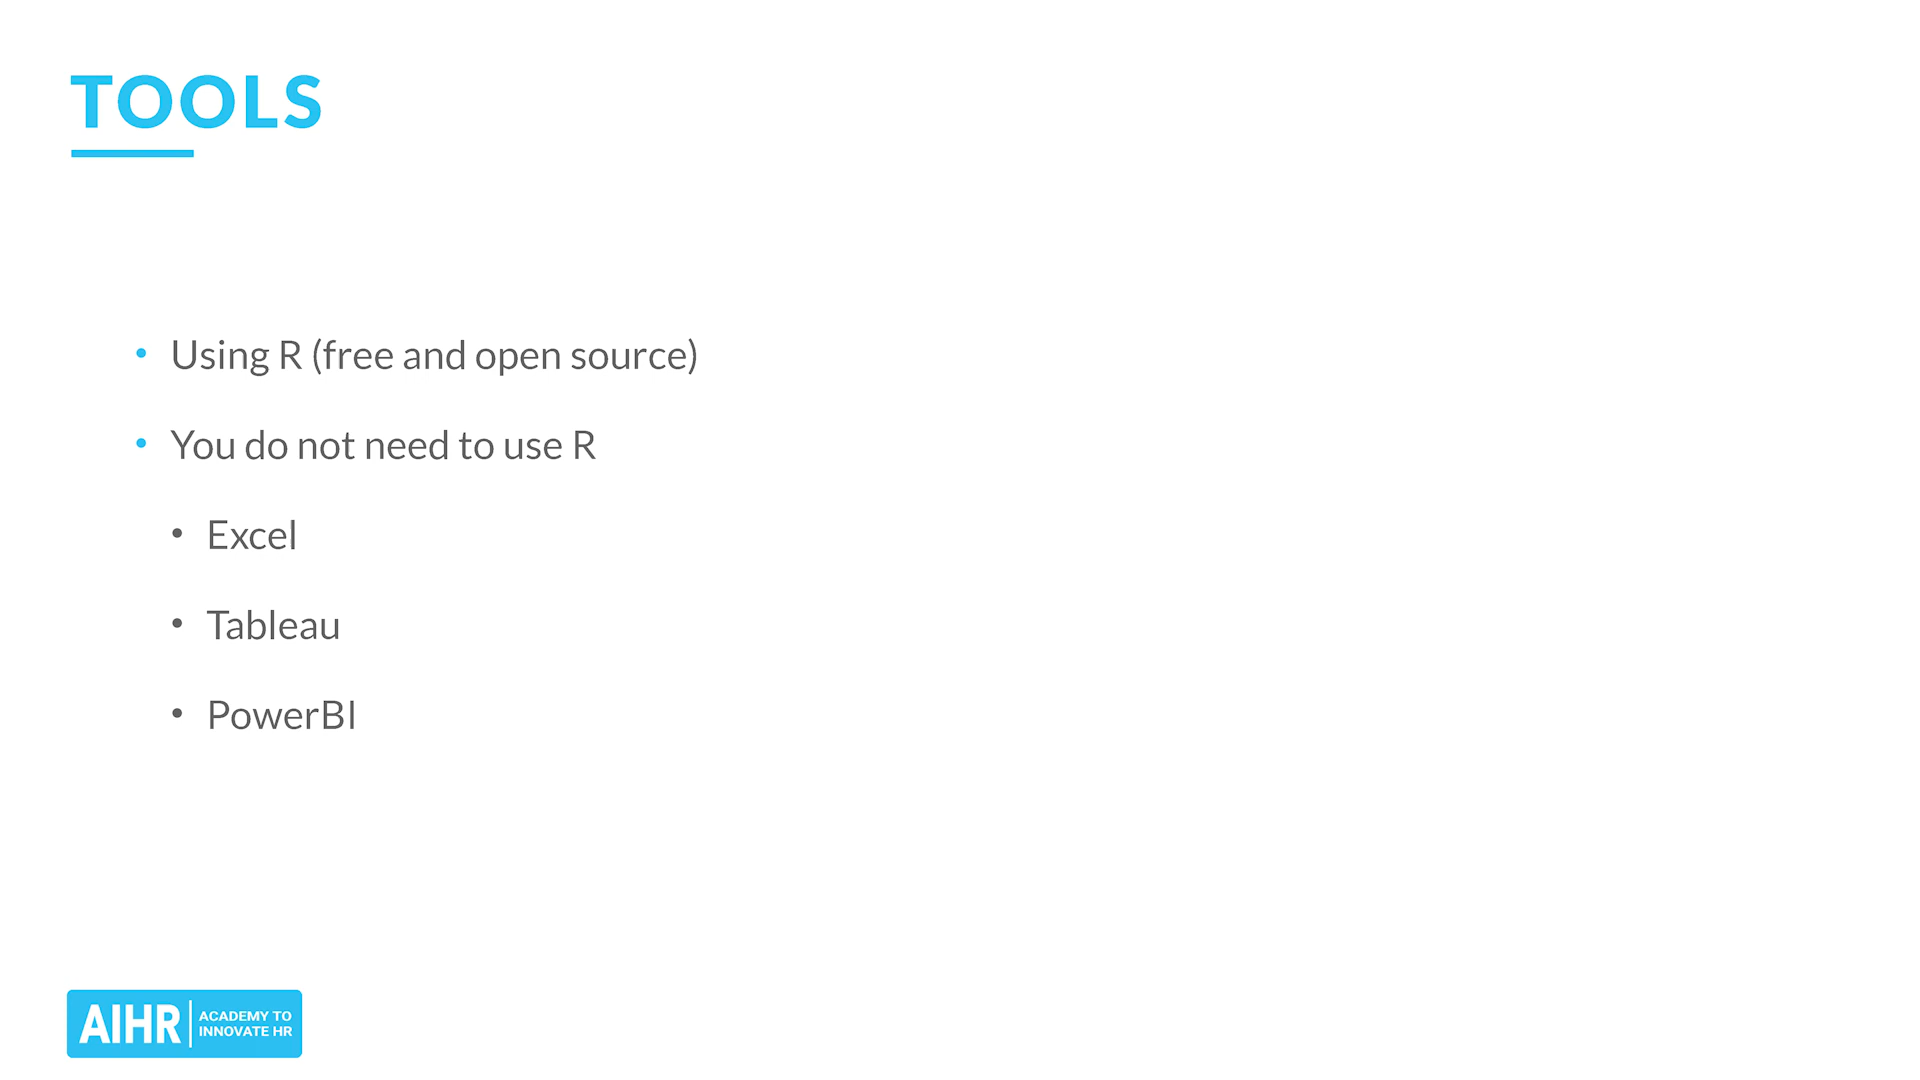 TOOLS
• Using R (free and open source)
• You do not need to use R
• Excel
• Tableau
• PowerBI
AIHR | ACADEMY TO
INNOVATE HR